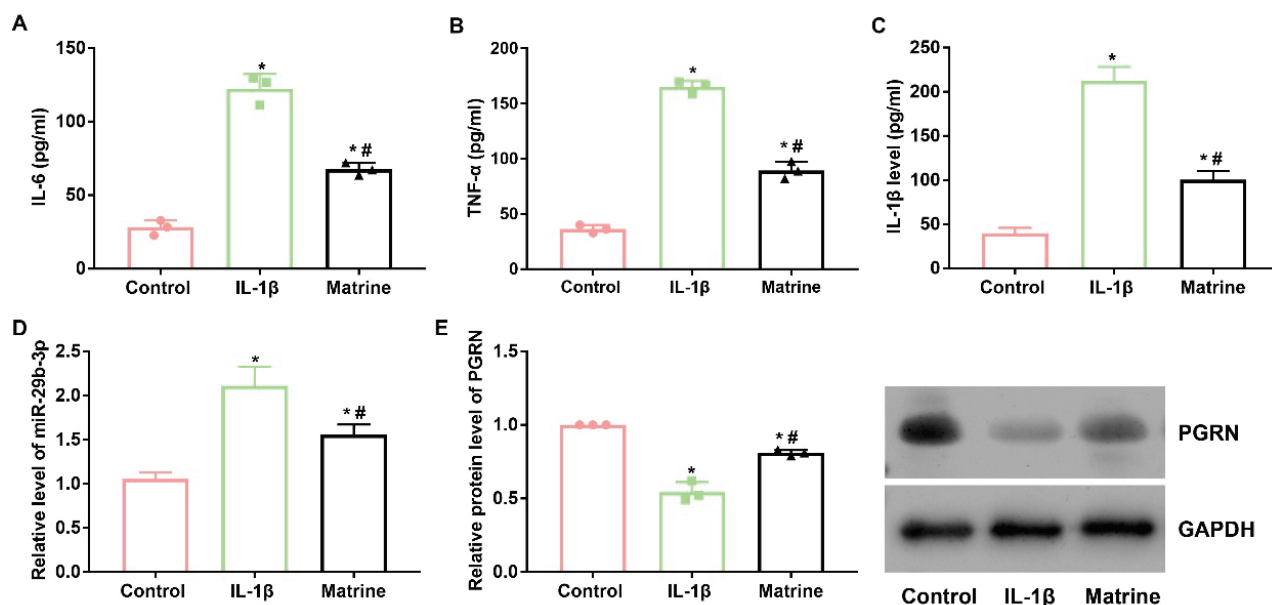 A
IL-6 (pg/ml)
150
100
50
0
*
* #
Control IL-1β Matrine
B
TNF-α (pg/ml)
200
150
100
50
0
*
* #
Control IL-1β Matrine
C
IL-1β level (pg/ml)
250
200
150
100
50
0
*
* #
Control IL-1β Matrine
D
Relative level of miR-29b-3p
2.5
2.0
1.5
1.0
0.5
0.0
*
* #
Control IL-1β Matrine
E
Relative protein level of PGRN
1.5
1.0
0.5
0.0
*
* #
Control IL-1β Matrine
PGRN
GAPDH
Control IL-1β Matrine